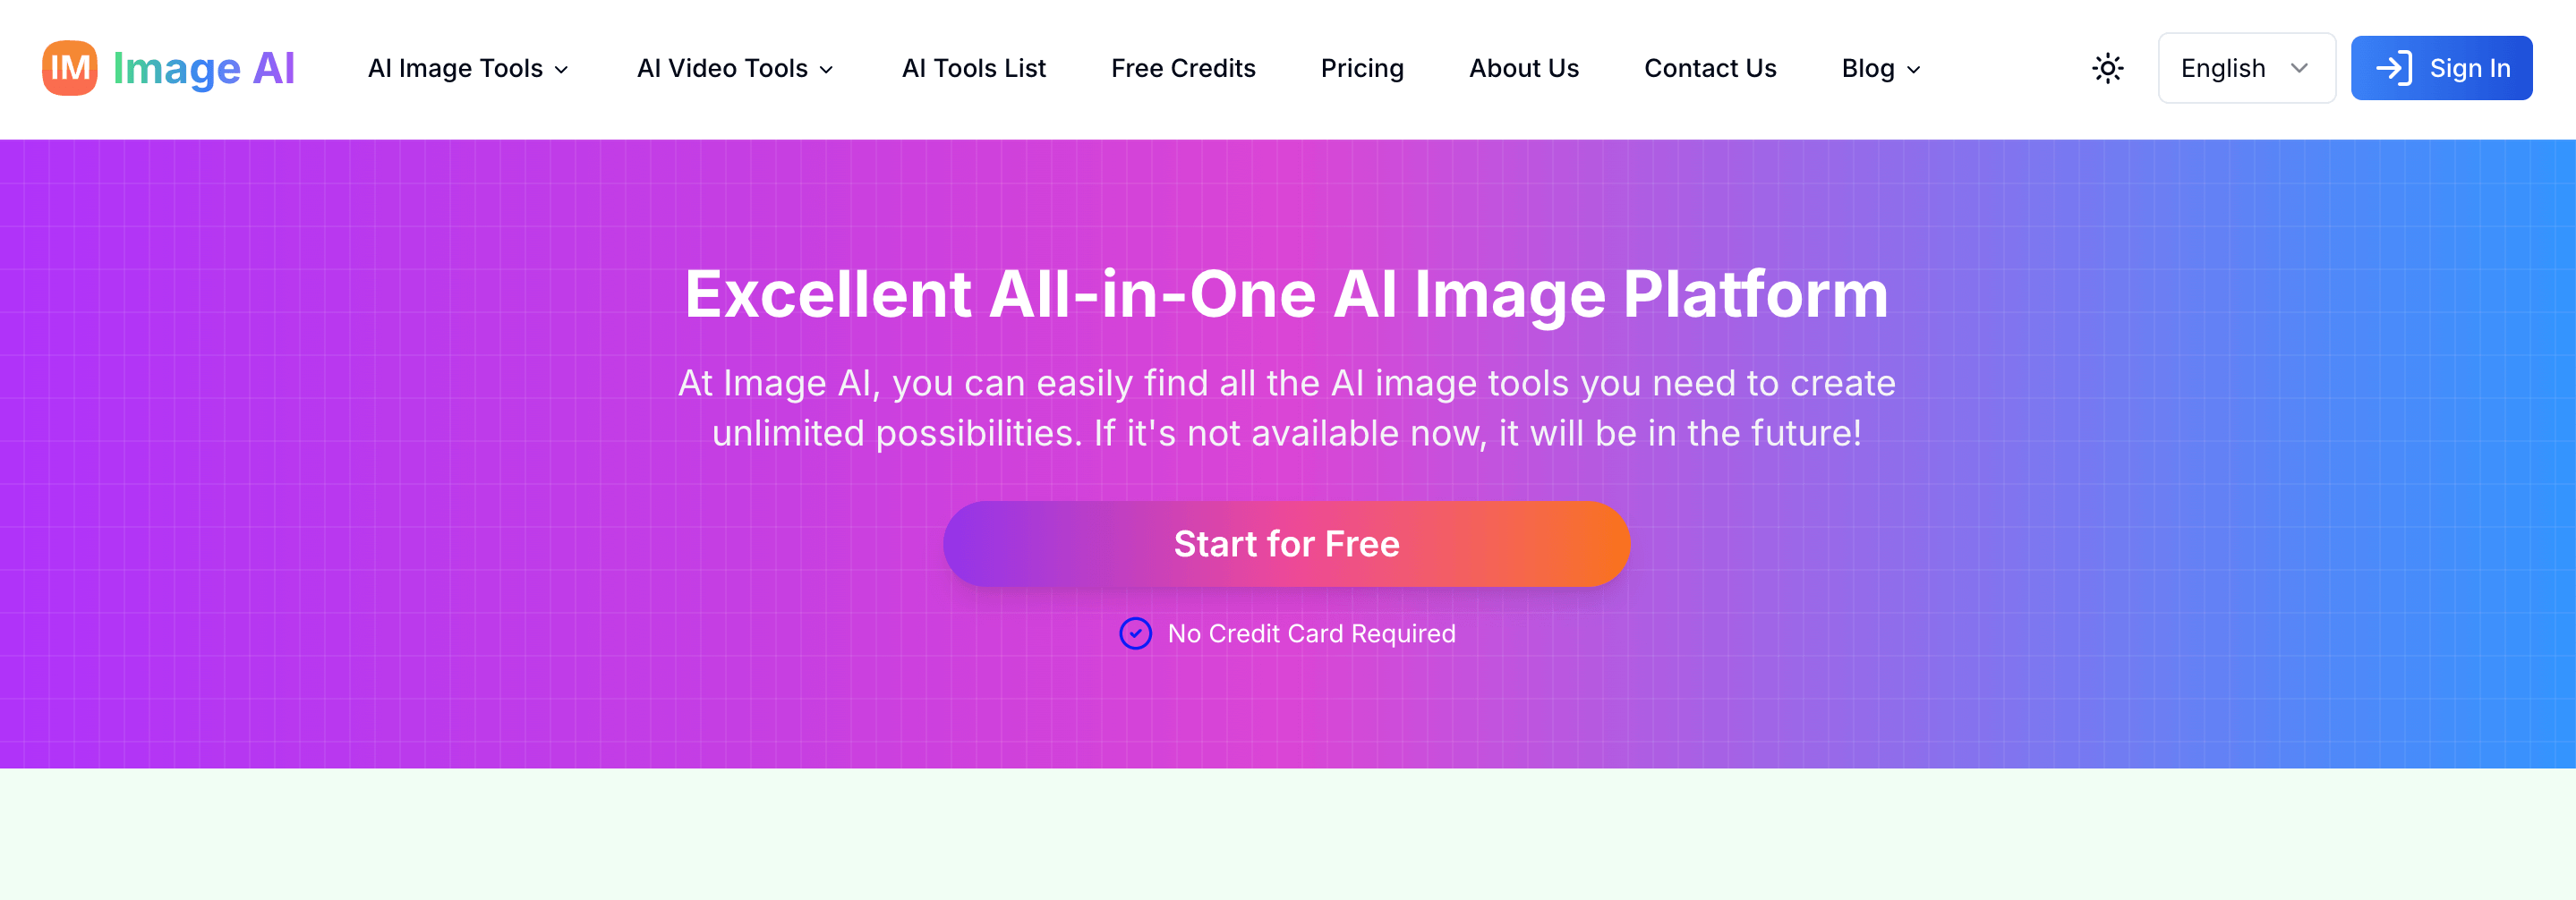 IM Image AI
AI Image Tools
AI Video Tools
AI Tools List
Free Credits
Pricing
About Us
Contact Us
Blog
English
Sign In
Excellent All-in-One AI Image Platform
At Image AI, you can easily find all the AI image tools you need to create
unlimited possibilities. If it's not available now, it will be in the future!
Start for Free
No Credit Card Required